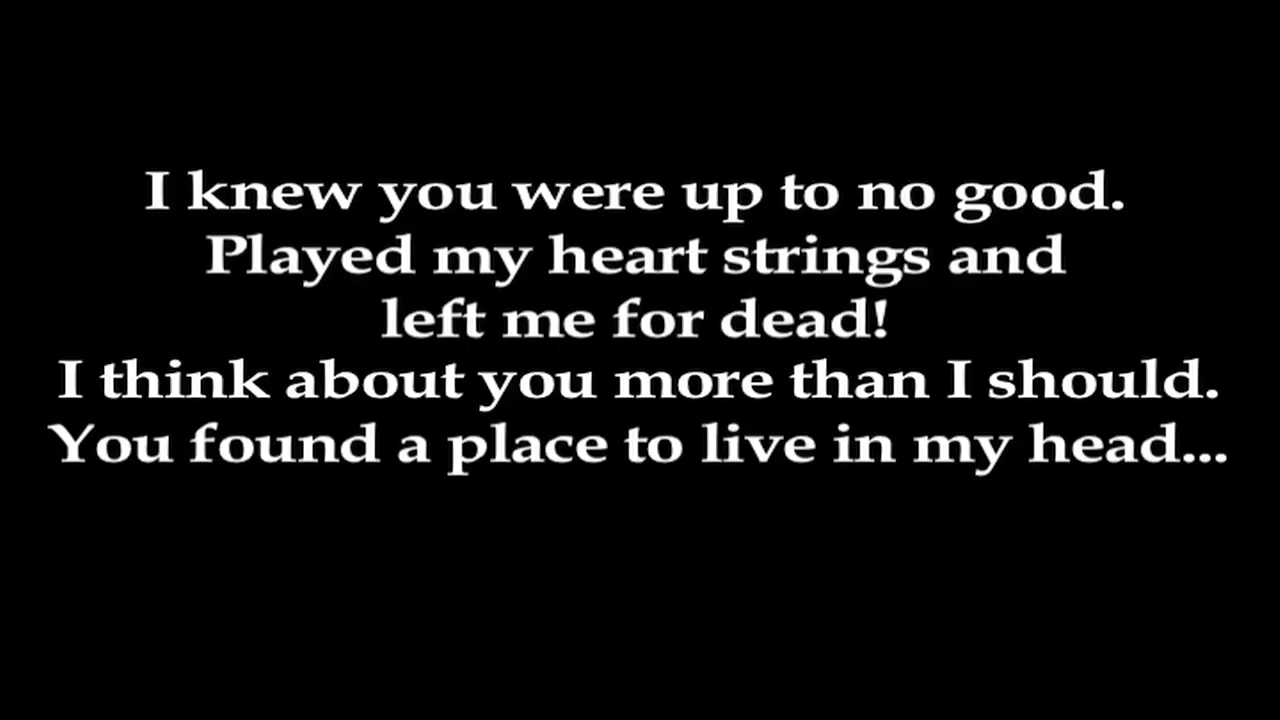 I knew you were up to no good.
Played my heart strings and
left me for dead!
I think about you more than I should.
You found a place to live in my head...